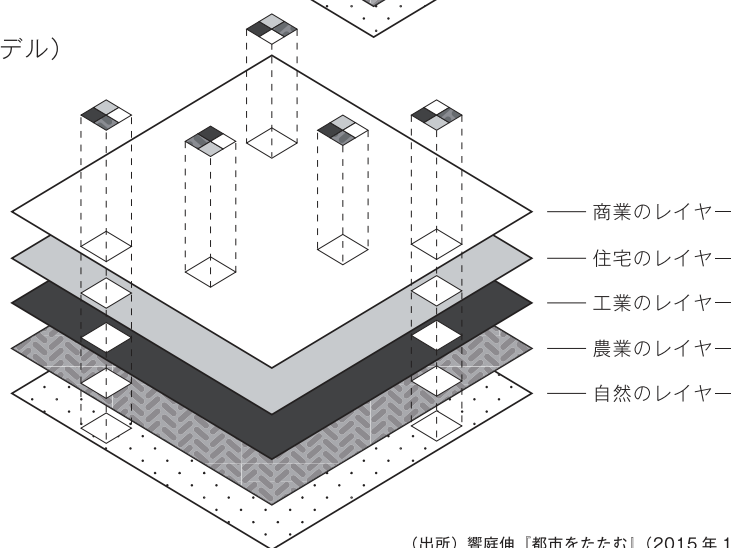 デル）
商業のレイヤー
住宅のレイヤー
工業のレイヤー
農業のレイヤー
自然のレイヤー
（出所）饗庭伸『都市をたたむ』（2015年1